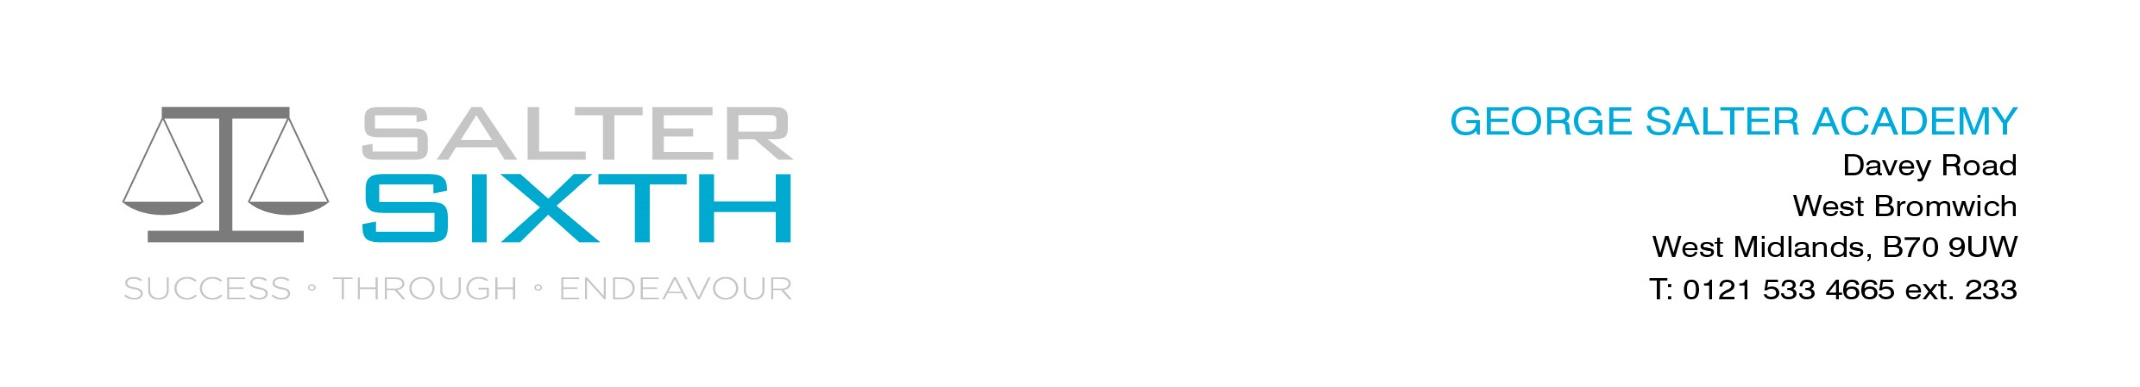 SALTER
SIXTH
SUCCESS ◦ THROUGH ◦ ENDEAVOUR
GEORGE SALTER ACADEMY
Davey Road
West Bromwich
West Midlands, B70 9UW
T: 0121 533 4665 ext. 233